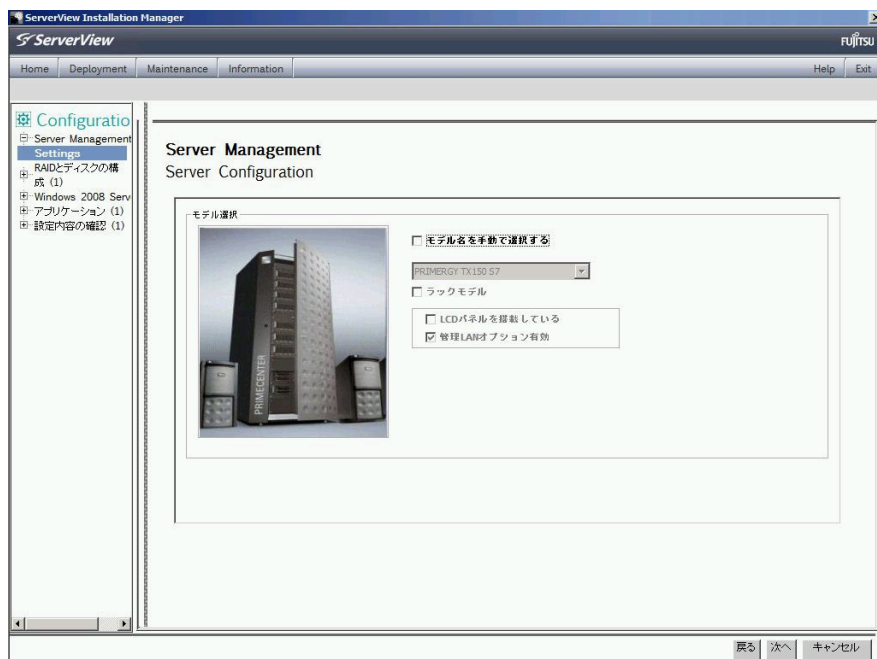 ServerView Installation Manager
ServerView
FUJITSU
Home Deployment Maintenance Information Help Exit
Configuratio
Server Management
Settings
RAIDとディスクの構
成 (1)
Windows 2008 Serv
アプリケーション (1)
設定内容の確認 (1)
Server Management
Server Configuration
モデル選択
モデル名を手動で選択する
PRIMERGY TX150 S7
ラックモデル
LCDパネルを搭載している
管理LANオプション有効
PRIMECENTER
戻る 次へ キャンセル